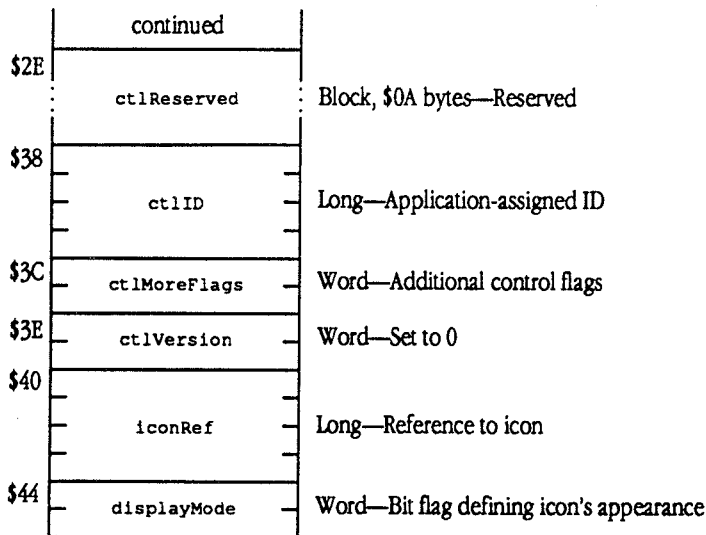 continued
$2E
ctlReserved Block, $0A bytes—Reserved
$38
ctlID Long—Application-assigned ID
$3C
ctlMoreFlags Word—Additional control flags
$3E
ctlVersion Word—Set to 0
$40
iconRef Long—Reference to icon
$44
displayMode Word—Bit flag defining icon's appearance